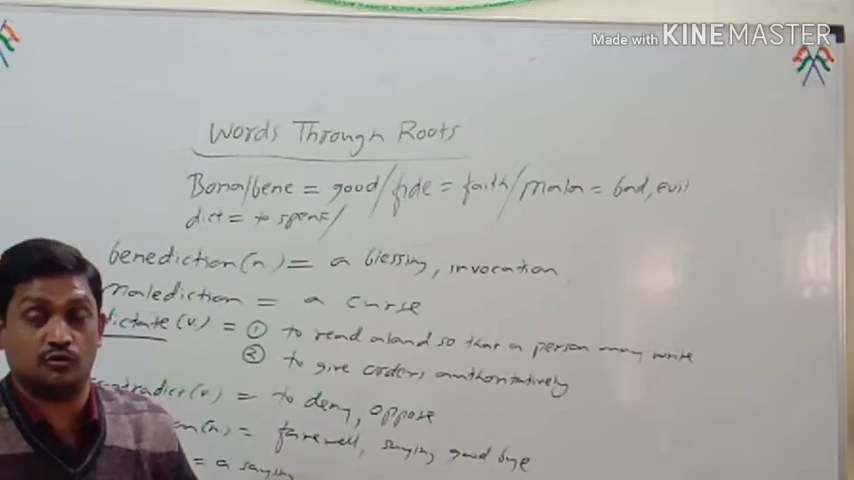 Made with KINEMASTER
Words Through Roots
Bona/bene = good/fide = faith/mala = bad, evil
dict = to speak/
benediction(n.) = a blessing, invocation
malediction = a curse
dictate (v.) = ① to read aloud so that a person may write
② to give orders authoritatively
contradict(v.) = to deny, oppose
(n.) = farewell, saying good bye
= a saying